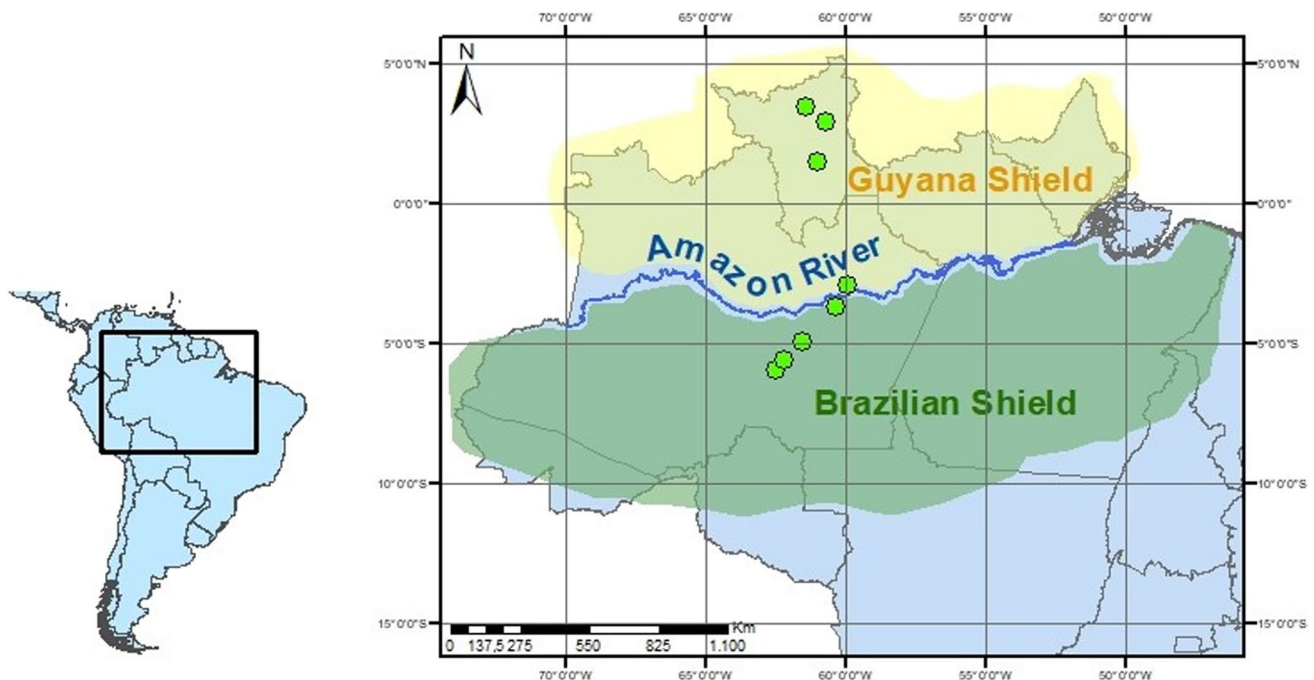 70°0'0"W 65°0'0"W 60°0'0"W 55°0'0"W 50°0'0"W
N
5°0'0"N 5°0'0"N
Guyana Shield
0°0'0" 0°0'0"
Amazon River
5°0'0"S 5°0'0"S
Brazilian Shield
10°0'0"S 10°0'0"S
15°0'0"S 15°0'0"S
Km
0 137,5 275 550 825 1.100
70°0'0"W 65°0'0"W 60°0'0"W 55°0'0"W 50°0'0"W